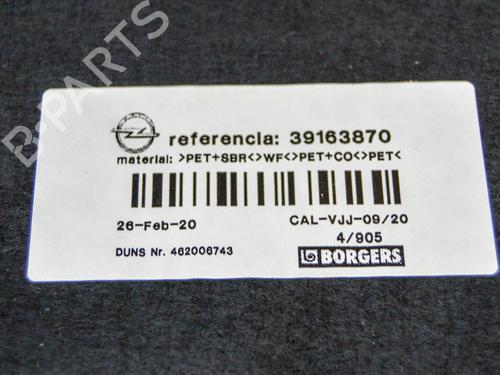 referencia: 39163870
material: >PET+SBR<>WF<>PET+CO<>PET<
26-Feb-20 CAL-VJJ-09/20
4/905
DUNS Nr. 462006743
BORGERS
B-PARTS